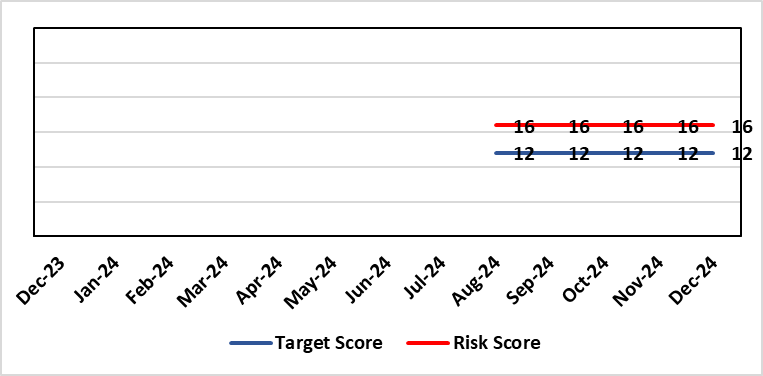 16 16 16 16 16
12 12 12 12 12
Dec-23 Jan-24 Feb-24 Mar-24 Apr-24 May-24 Jun-24 Jul-24 Aug-24 Sep-24 Oct-24 Nov-24 Dec-24
Target Score Risk Score